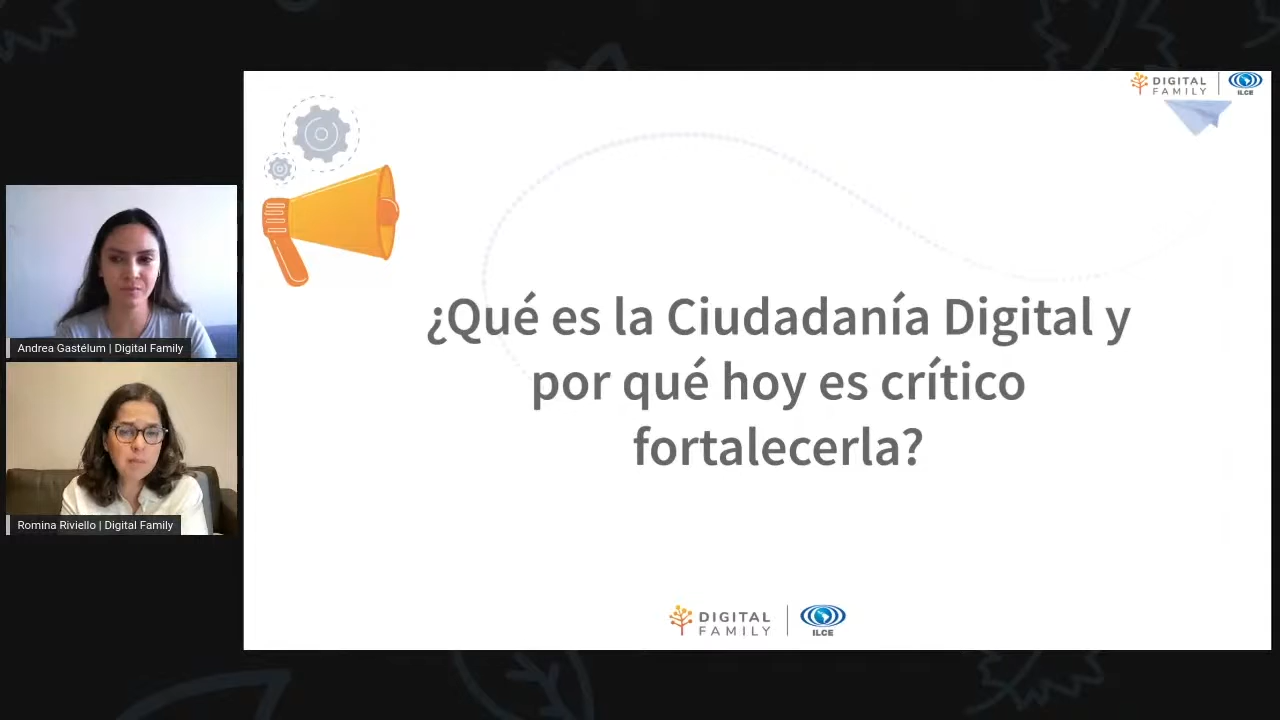 DIGITAL
FAMILY
ILCE
¿Qué es la Ciudadanía Digital y
por qué hoy es crítico
fortalecerla?
Andrea Gastélum | Digital Family
Romina Riviello | Digital Family
DIGITAL
FAMILY
ILCE